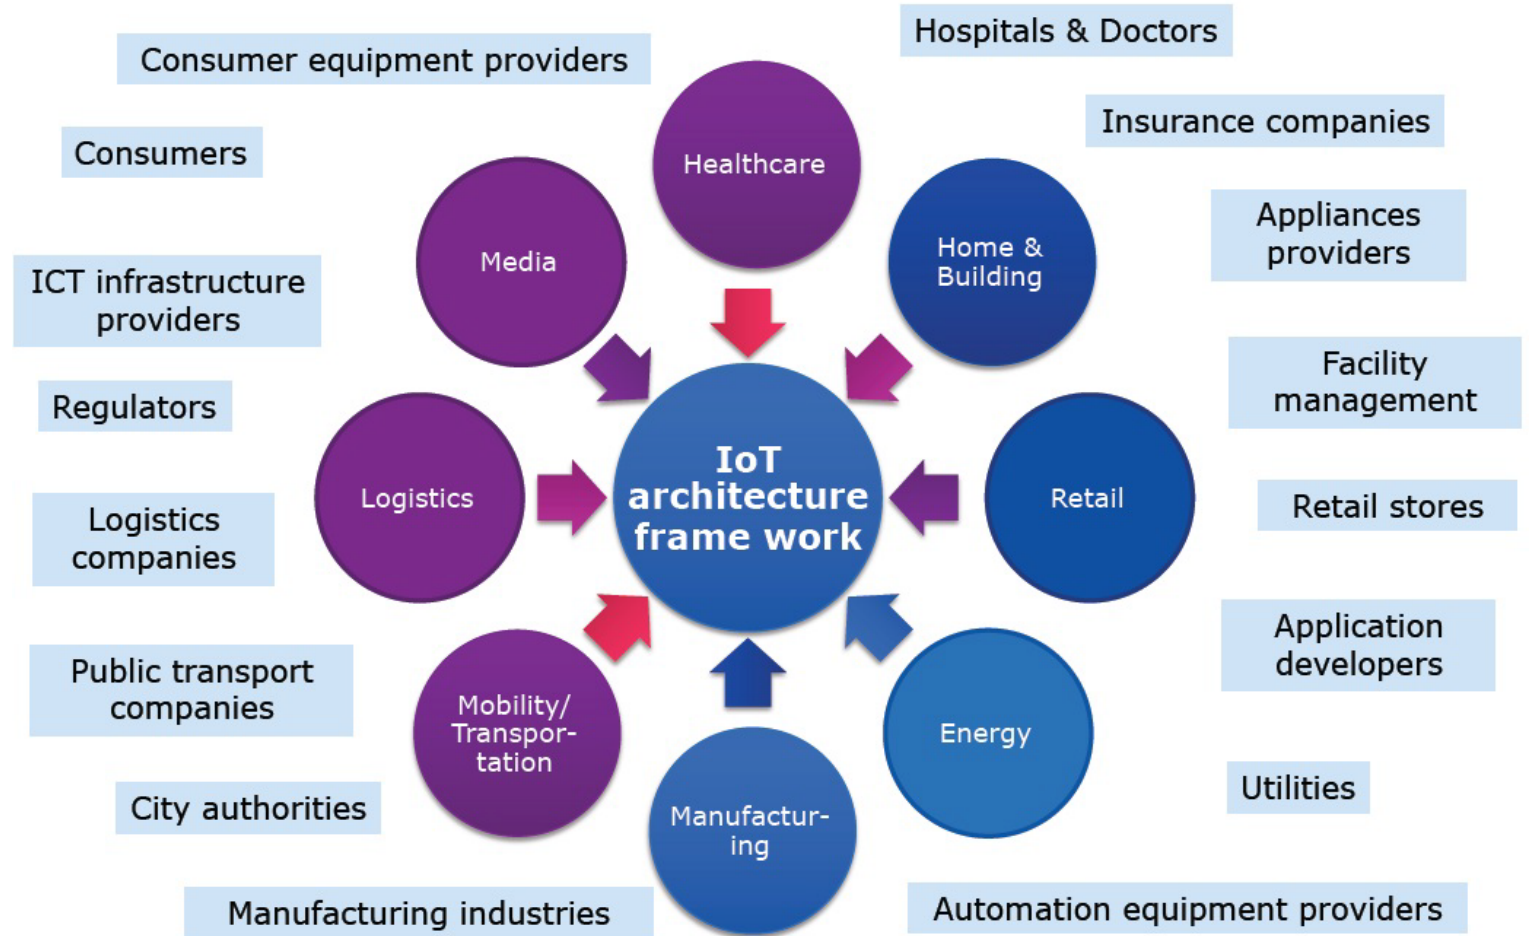 Hospitals & Doctors
Consumer equipment providers
Insurance companies
Consumers
Healthcare
Appliances
providers
Media
Home &
Building
ICT infrastructure
providers
Facility
management
Regulators
IoT
architecture
frame work
Logistics
Retail
Retail stores
Logistics
companies
Application
developers
Public transport
companies
Mobility/
Transpor-
tation
Energy
Utilities
City authorities
Manufactur-
ing
Manufacturing industries
Automation equipment providers